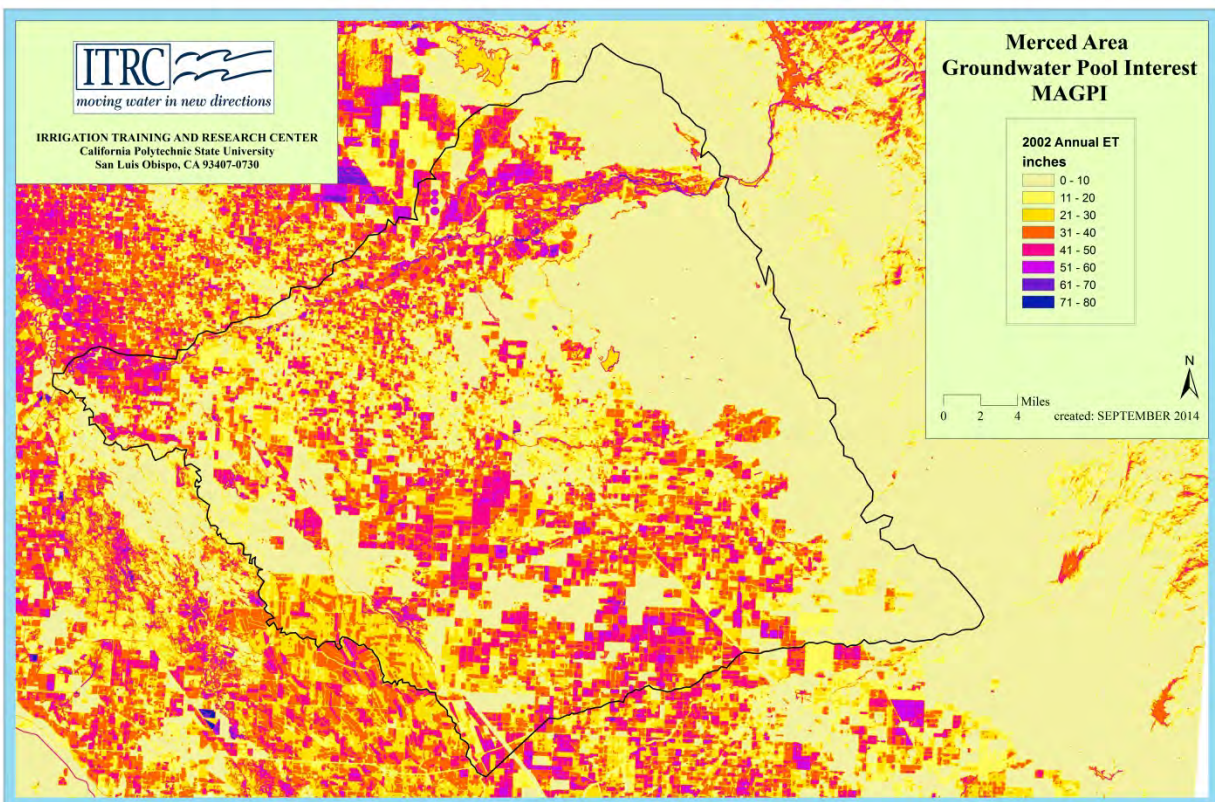 ITRC
moving water in new directions
IRRIGATION TRAINING AND RESEARCH CENTER
California Polytechnic State University
San Luis Obispo, CA 93407-0730
Merced Area
Groundwater Pool Interest
MAGPI
2002 Annual ET
inches
0 - 10
11 - 20
21 - 30
31 - 40
41 - 50
51 - 60
61 - 70
71 - 80
N
Miles
0 2 4
created: SEPTEMBER 2014